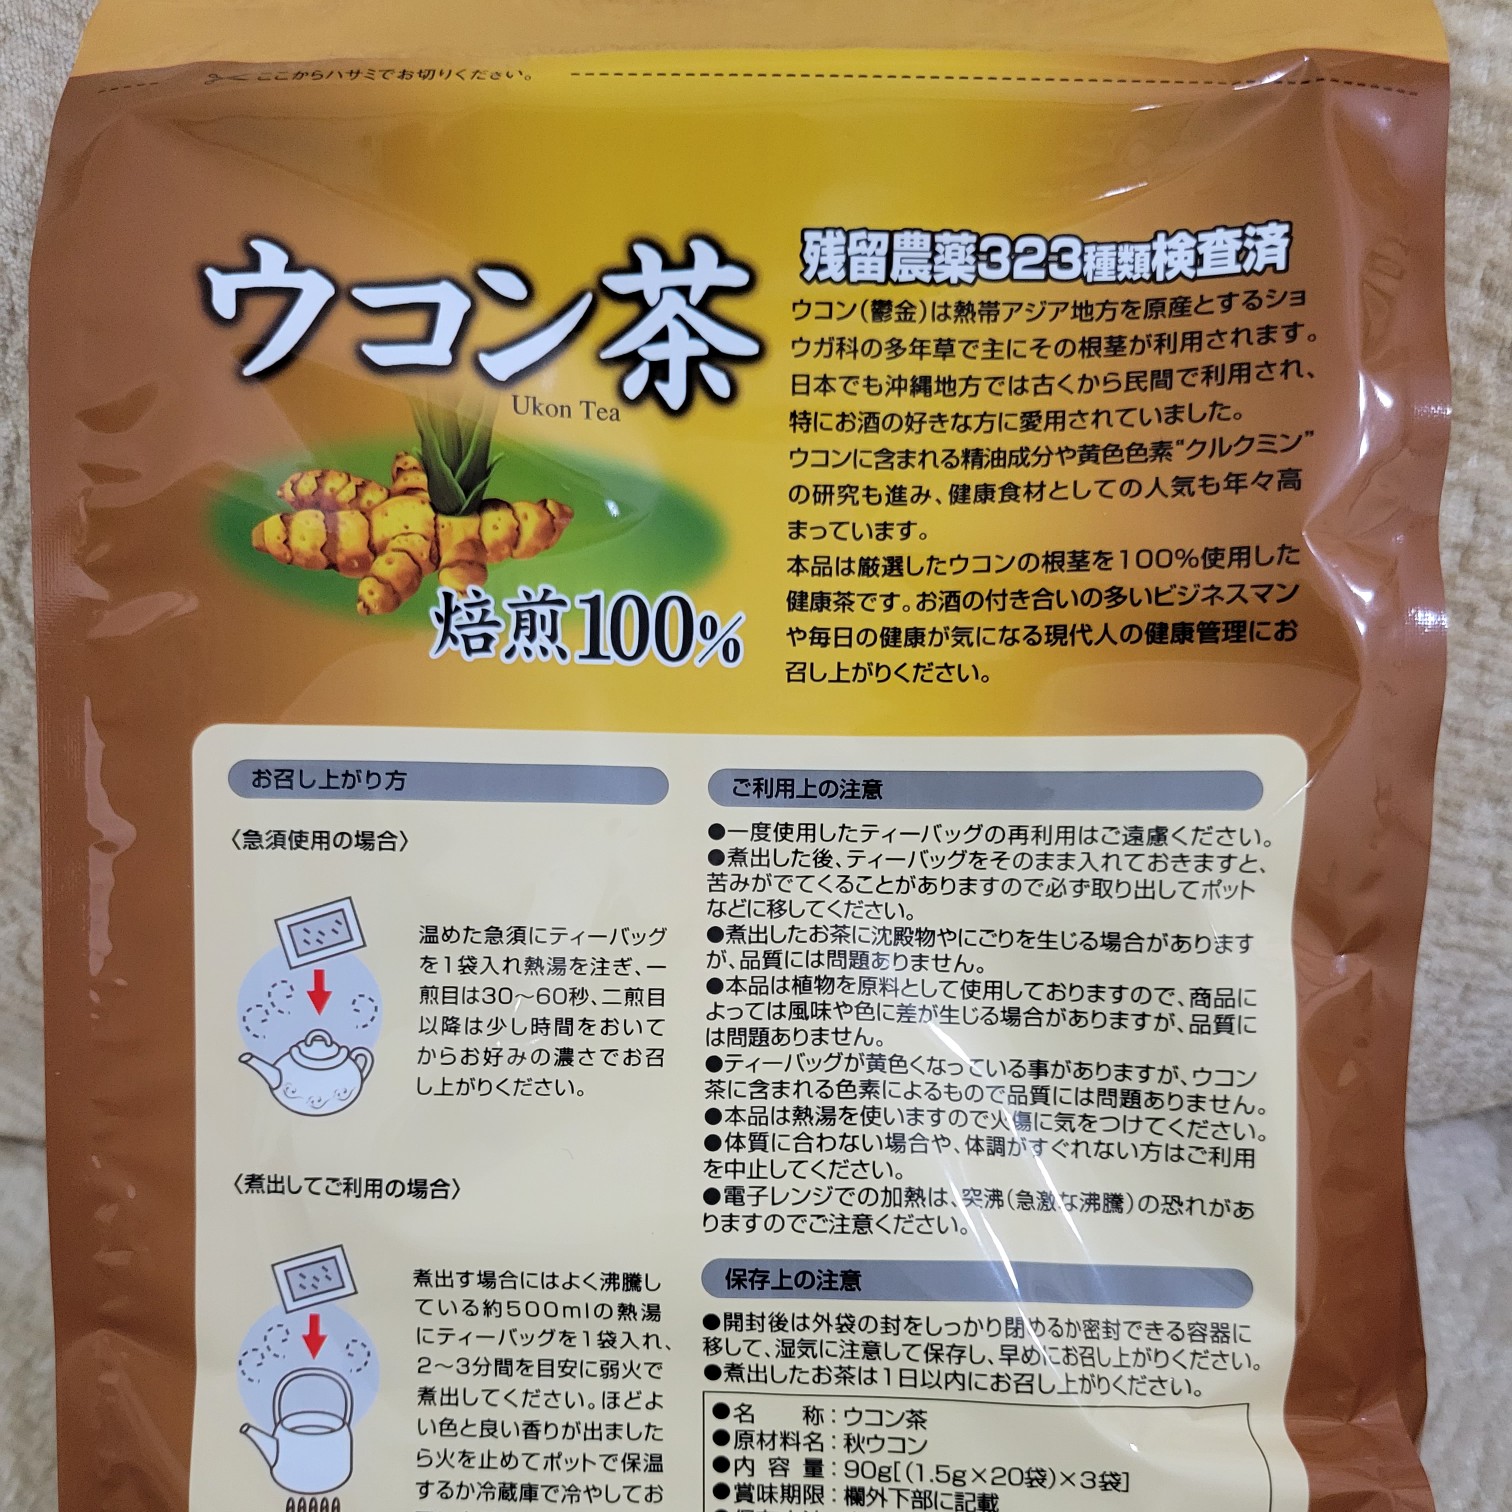 ここからハサミでお切りください。
ウコン茶
Ukon Tea
焙煎100%
残留農薬323種類検査済
ウコン(鬱金)は熱帯アジア地方を原産とするショ
ウガ科の多年草で主にその根茎が利用されます。
日本でも沖縄地方では古くから民間で利用され、
特にお酒の好きな方に愛用されていました。
ウコンに含まれる精油成分や黄色色素“クルクミン”
の研究も進み、健康食材としての人気も年々高
まっています。
本品は厳選したウコンの根茎を100%使用した
健康茶です。お酒の付き合いの多いビジネスマン
や毎日の健康が気になる現代人の健康管理にお
召し上がりください。
お召し上がり方
〈急須使用の場合〉
温めた急須にティーバッグ
を1袋入れ熱湯を注ぎ、一
煎目は30〜60秒、二煎目
以降は少し時間をおいて
からお好みの濃さでお召
し上がりください。
〈煮出してご利用の場合〉
煮出す場合にはよく沸騰し
ている約500mlの熱湯
にティーバッグを1袋入れ、
2〜3分間を目安に弱火で
煮出してください。ほどよ
い色と良い香りが出ました
ら火を止めてポットで保温
するか冷蔵庫で冷やしてお
ご利用上の注意
●一度使用したティーバッグの再利用はご遠慮ください。
●煮出した後、ティーバッグをそのまま入れておきますと、
苦みがでてくることがありますので必ず取り出してポット
などに移してください。
●煮出したお茶に沈殿物やにごりを生じる場合があります
が、品質には問題ありません。
●本品は植物を原料として使用しておりますので、商品に
よっては風味や色に差が生じる場合がありますが、品質に
は問題ありません。
●ティーバッグが黄色くなっている事がありますが、ウコン
茶に含まれる色素によるもので品質には問題ありません。
●本品は熱湯を使いますので火傷に気をつけてください。
●体質に合わない場合や、体調がすぐれない方はご利用
を中止してください。
●電子レンジでの加熱は、突沸(急激な沸騰)の恐れがあ
りますのでご注意ください。
保存上の注意
●開封後は外袋の封をしっかり閉めるか密封できる容器に
移して、湿気に注意して保存し、早めにお召し上がりください。
●煮出したお茶は1日以内にお召し上がりください。
●名　　称：ウコン茶
●原材料名：秋ウコン
●内 容 量：90g[(1.5g×20袋)×3袋]
●賞味期限：欄外下部に記載